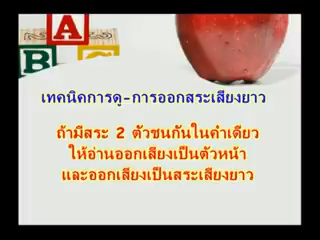 A
B
เทคนิคการดู-การออกสระเสียงยาว
ถ้ามีสระ 2 ตัวชนกันในคำเดียว
ให้อ่านออกเสียงเป็นตัวหน้า
และออกเสียงเป็นสระเสียงยาว